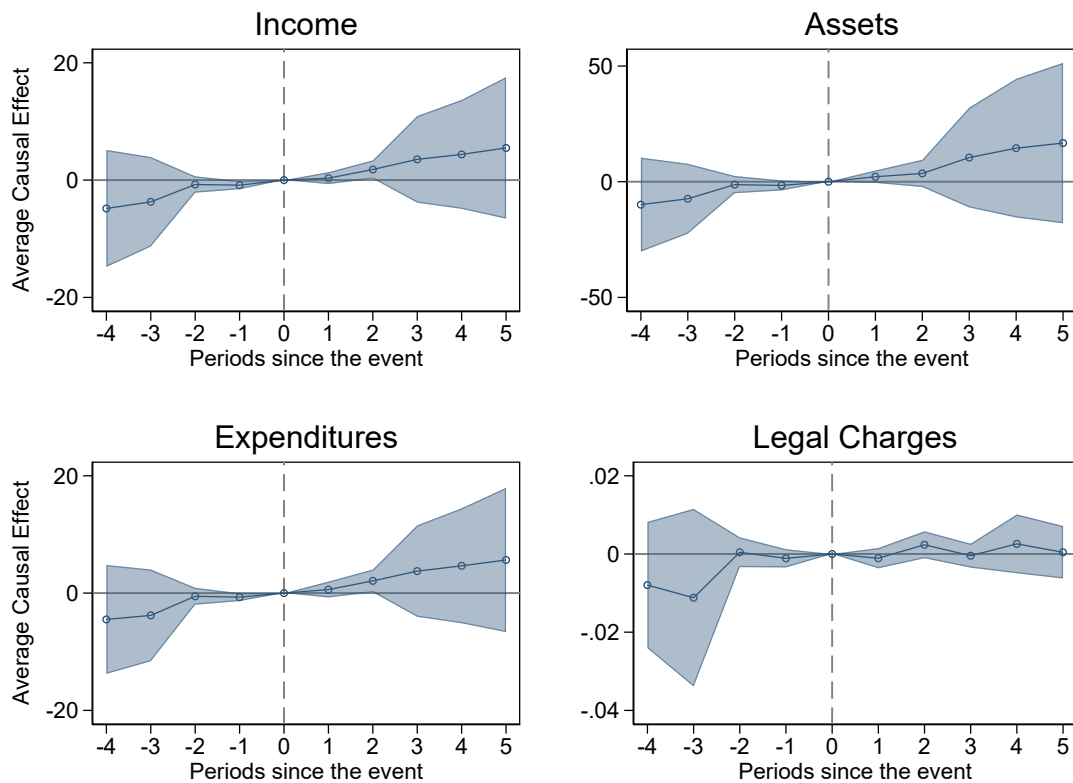 Income
Average Causal Effect
20
0
-20
-4 -3 -2 -1 0 1 2 3 4 5
Periods since the event
Assets
50
0
-50
-4 -3 -2 -1 0 1 2 3 4 5
Periods since the event
Expenditures
Average Causal Effect
20
0
-20
-4 -3 -2 -1 0 1 2 3 4 5
Periods since the event
Legal Charges
.02
0
-.02
-.04
-4 -3 -2 -1 0 1 2 3 4 5
Periods since the event